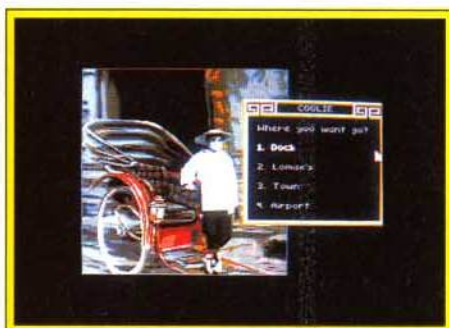 COOLIE
Where you want go?
1. Dock
2. Lomax's
3. Town
4. Airport